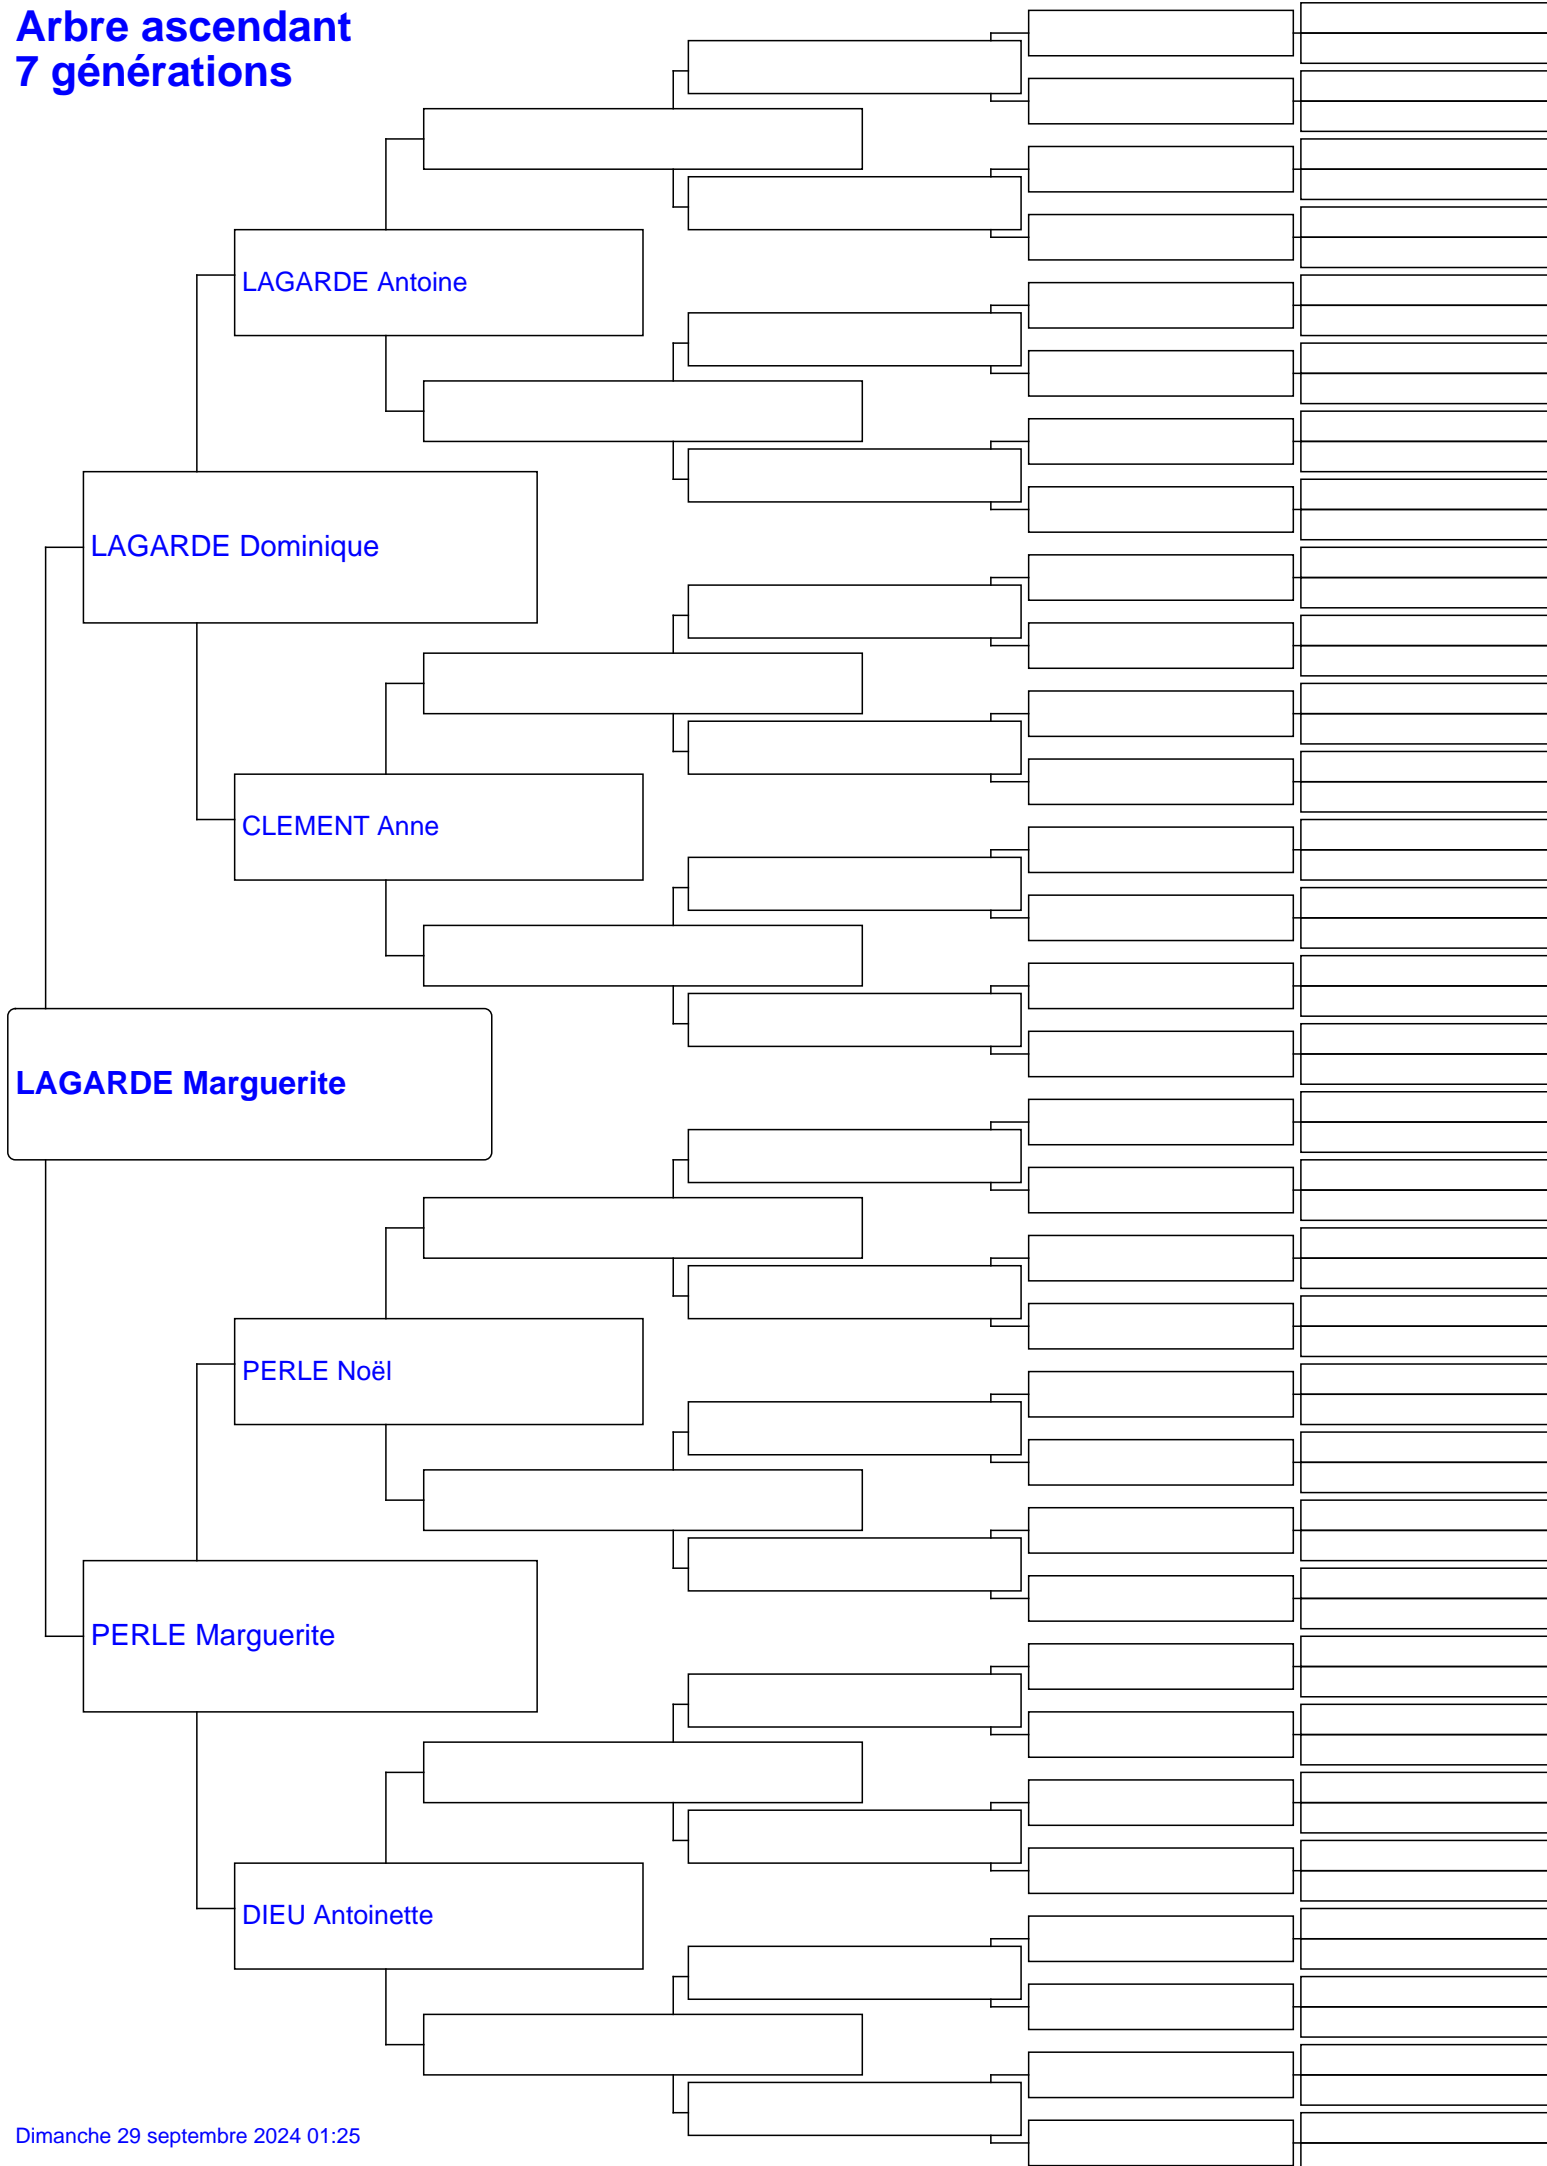 Arbre ascendant
7 générations
LAGARDE Antoine
LAGARDE Dominique
CLEMENT Anne
LAGARDE Marguerite
PERLE Noël
PERLE Marguerite
DIEU Antoinette
Dimanche 29 septembre 2024 01:25